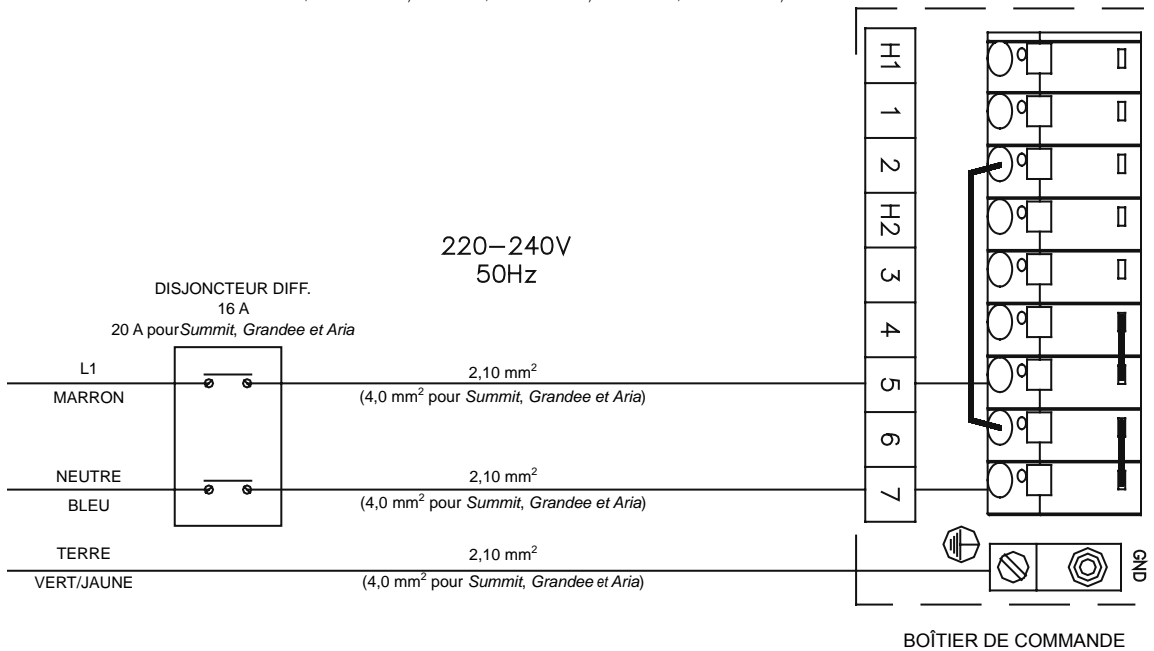 H1
1
2
H2
3
4
5
6
7
220–240V
50Hz
DISJONCTEUR DIFF.
16 A
20 A pour Summit, Grandee et Aria
L1
MARRON
2,10 mm²
(4,0 mm² pour Summit, Grandee et Aria)
NEUTRE
BLEU
2,10 mm²
(4,0 mm² pour Summit, Grandee et Aria)
TERRE
VERT/JAUNE
2,10 mm²
(4,0 mm² pour Summit, Grandee et Aria)
GND
BOÎTIER DE COMMANDE